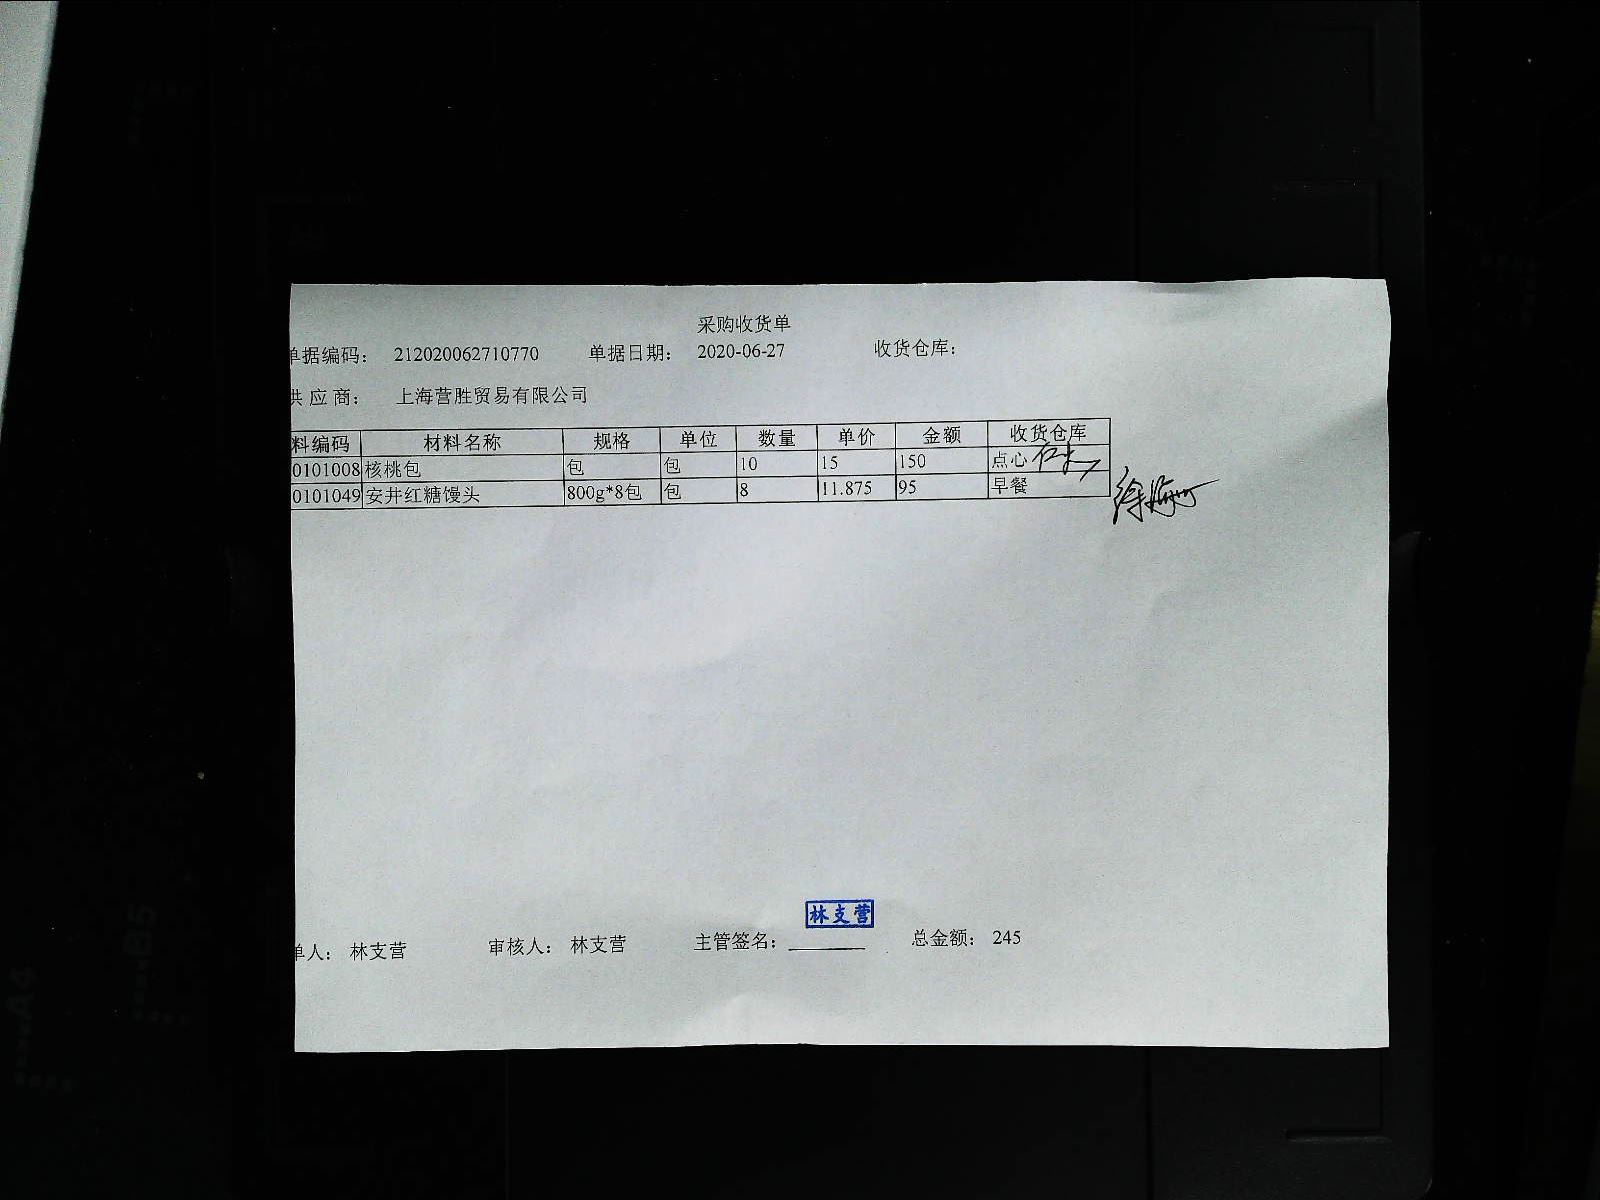 采购收货单
单据编码： 212020062710770 单据日期： 2020-06-27 收货仓库：
供应商： 上海营胜贸易有限公司
料编码 材料名称 规格 单位 数量 单价 金额 收货仓库
0101008 核桃包 包 包 10 15 150 点心
0101049 安井红糖馒头 800g*8包 包 8 11.875 95 早餐
林支营
单人： 林支营 审核人： 林支营 主管签名： 总金额： 245
B5
A4